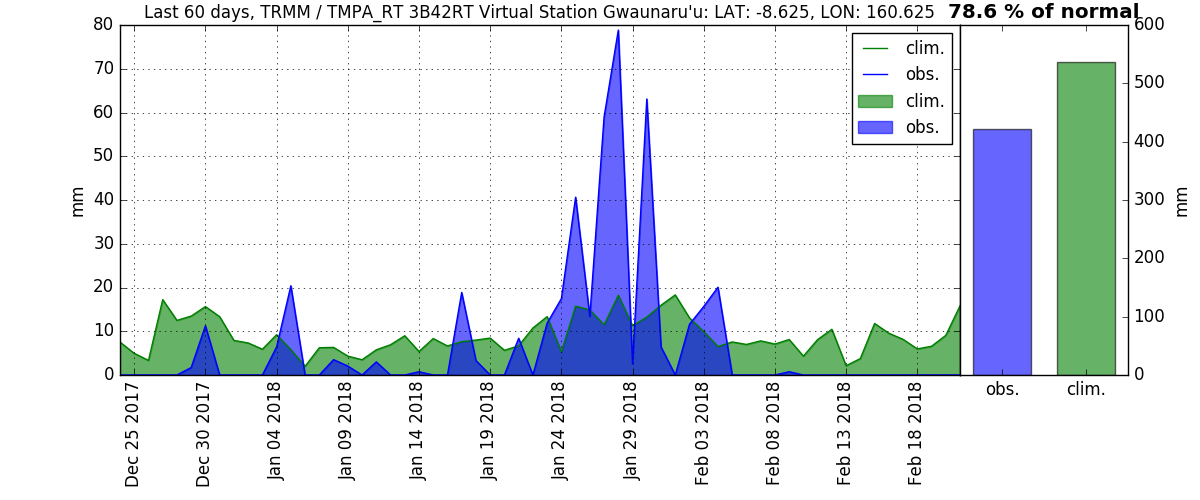 Last 60 days, TRMM / TMPA_RT 3B42RT Virtual Station Gwaunaru'u: LAT: -8.625, LON: 160.625 78.6 % of normal
80
70
60
50
40
30
20
10
0
mm
clim.
obs.
clim.
obs.
600
500
400
300
200
100
0
mm
Dec 25 2017
Dec 30 2017
Jan 04 2018
Jan 09 2018
Jan 14 2018
Jan 19 2018
Jan 24 2018
Jan 29 2018
Feb 03 2018
Feb 08 2018
Feb 13 2018
Feb 18 2018
obs. clim.